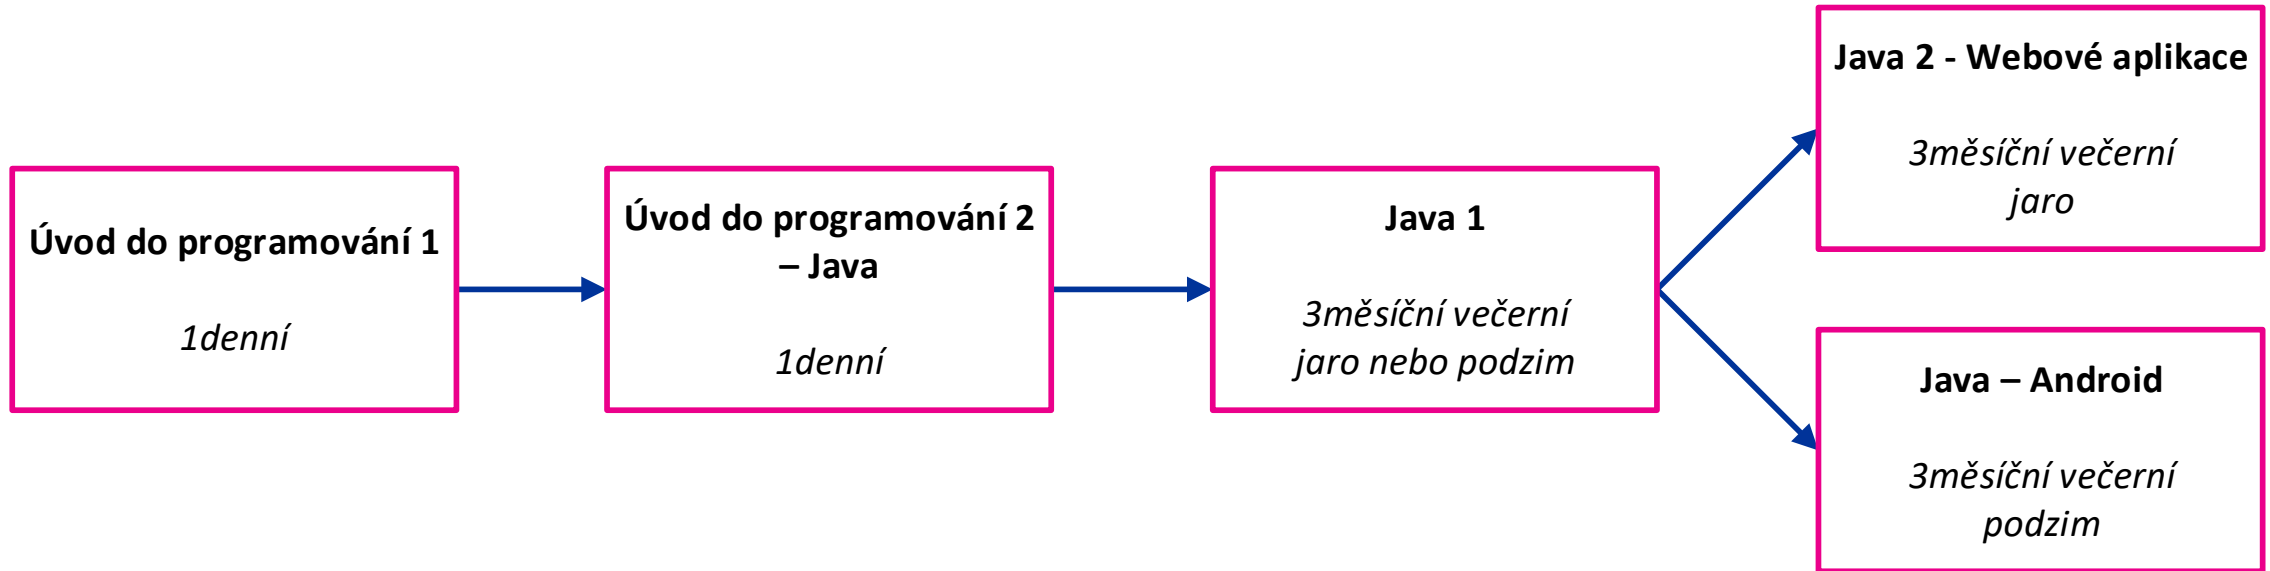 Úvod do programování 1
1denní
Úvod do programování 2
– Java
1denní
Java 1
3měsíční večerní
jaro nebo podzim
Java 2 - Webové aplikace
3měsíční večerní
jaro
Java – Android
3měsíční večerní
podzim